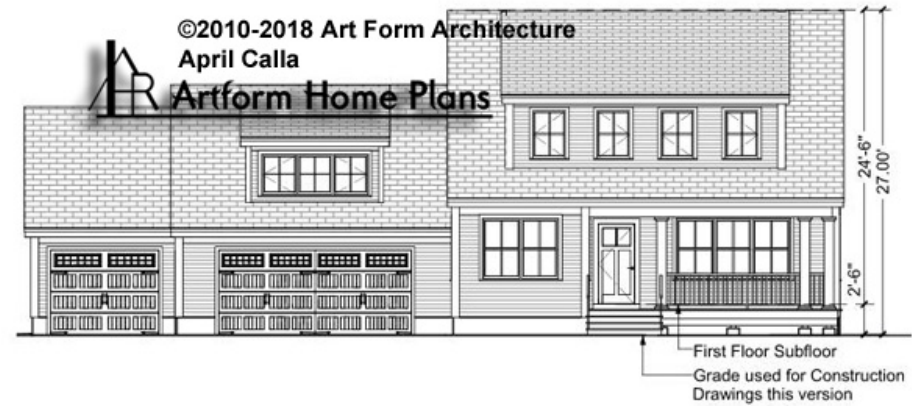 ©2010-2018 Art Form Architecture
April Calla
AR Artform Home Plans
24'-6"
27.00'
2'-6"
First Floor Subfloor
Grade used for Construction
Drawings this version